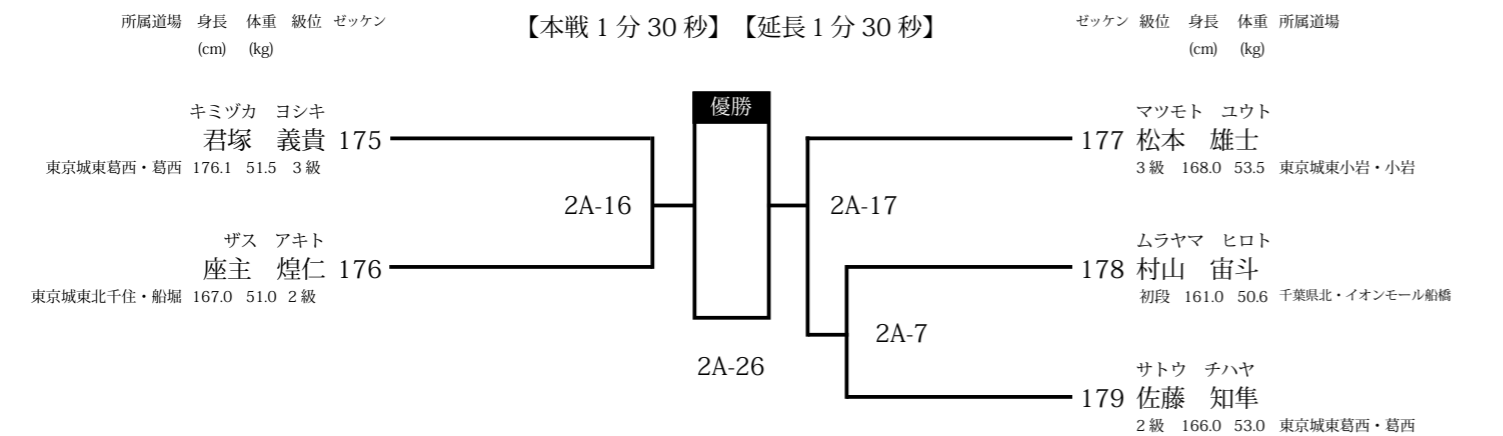 所属道場 身長 体重 級位 ゼッケン
(cm) (kg)
【本戦 1 分 30 秒】【延長 1 分 30 秒】
ゼッケン 級位 身長 体重 所属道場
(cm) (kg)
優勝
キミヅカ ヨシキ
君塚 義貴 175
東京城東葛西・葛西 176.1 51.5 3 級
2A-16
ザス アキト
座主 煌仁 176
東京城東北千住・船堀 167.0 51.0 2 級
2A-26
マツモト ユウト
177 松本 雄士
3 級 168.0 53.5 東京城東小岩・小岩
2A-17
ムラヤマ ヒロト
178 村山 宙斗
初段 161.0 50.6 千葉県北・イオンモール船橋
2A-7
サトウ チハヤ
179 佐藤 知隼
2 級 166.0 53.0 東京城東葛西・葛西